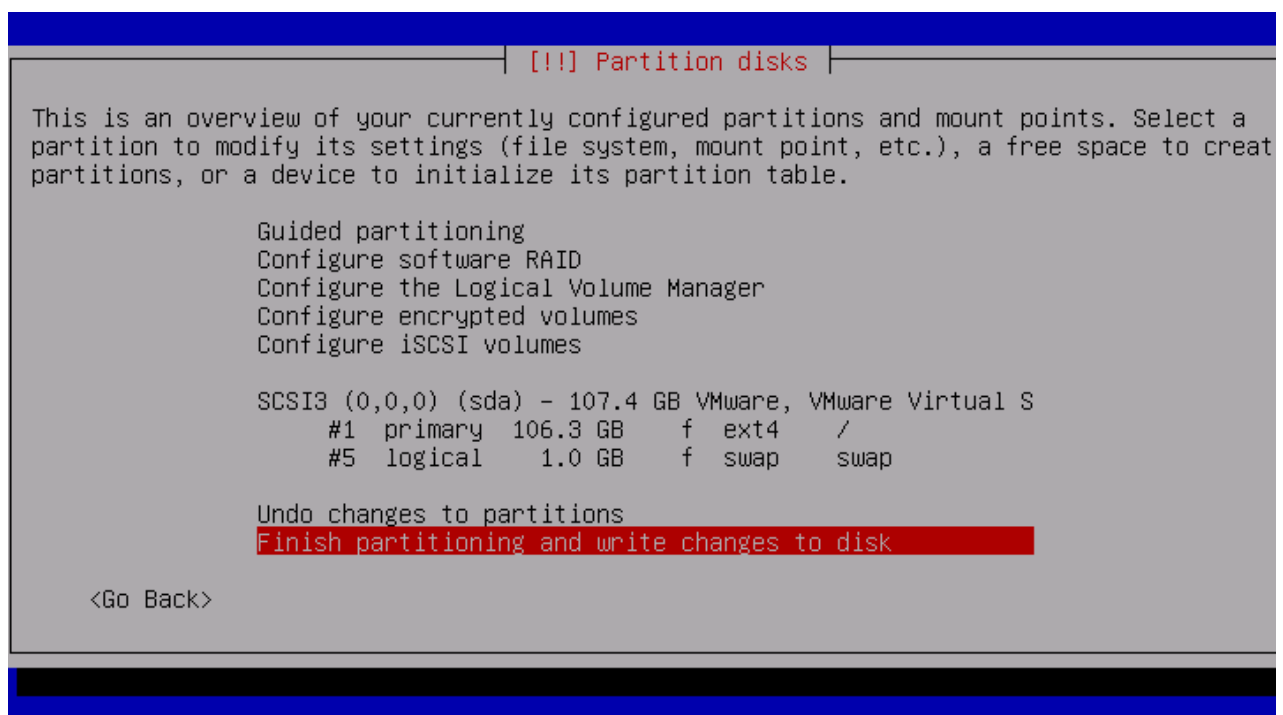 [!!] Partition disks
This is an overview of your currently configured partitions and mount points. Select a
partition to modify its settings (file system, mount point, etc.), a free space to creat
partitions, or a device to initialize its partition table.
Guided partitioning
Configure software RAID
Configure the Logical Volume Manager
Configure encrypted volumes
Configure iSCSI volumes
SCSI3 (0,0,0) (sda) - 107.4 GB VMware, VMware Virtual S
#1 primary 106.3 GB f ext4 /
#5 logical 1.0 GB f swap swap
Undo changes to partitions
Finish partitioning and write changes to disk
<Go Back>